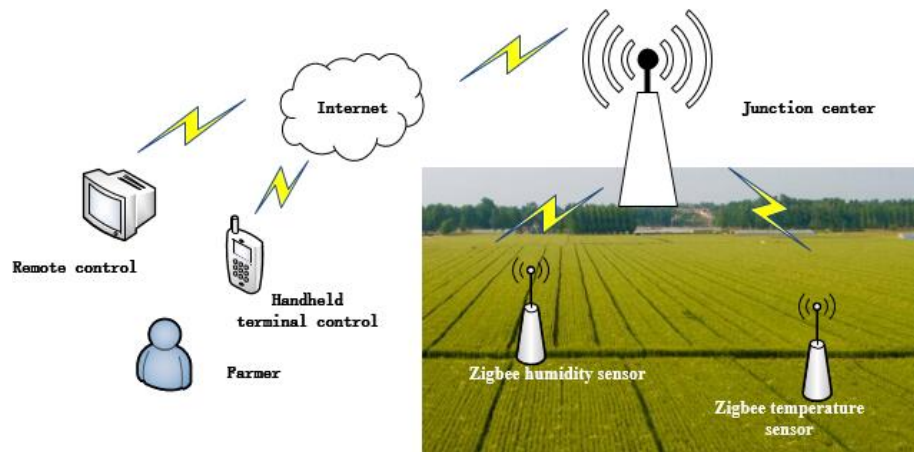 Internet
Junction center
Remote control
Handheld
terminal control
Farmer
Zigbee humidity sensor
Zigbee temperature
sensor